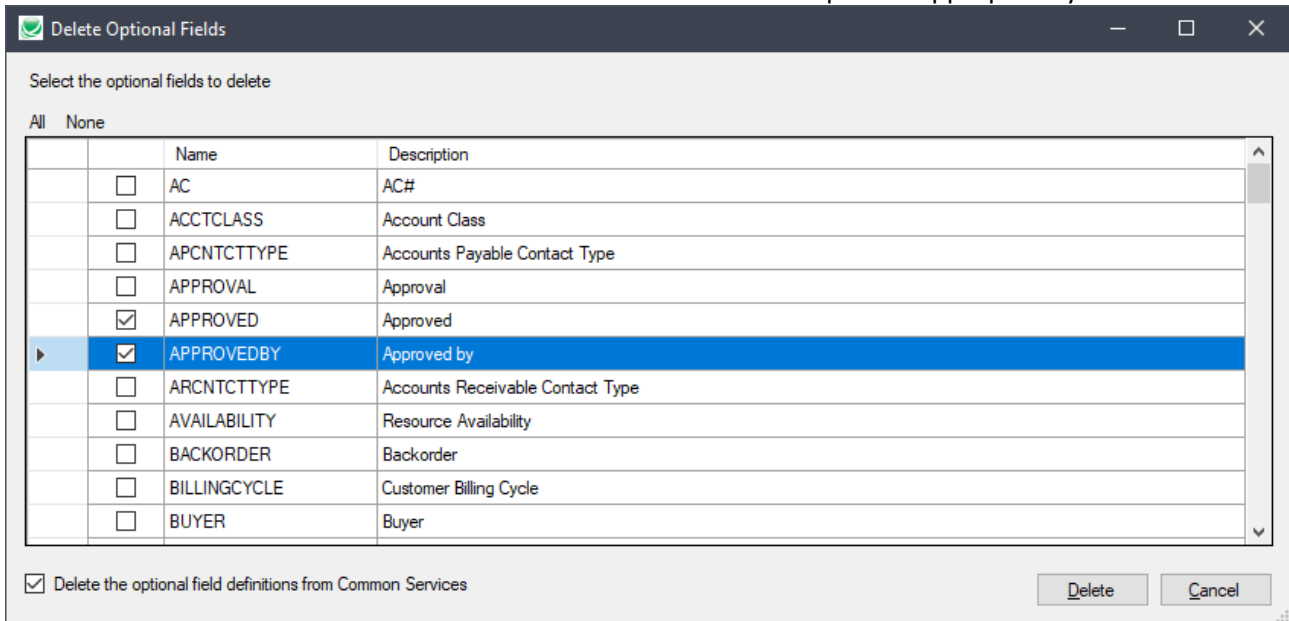 Delete Optional Fields
Select the optional fields to delete
All None
Name Description
AC AC#
ACCTCLASS Account Class
APCNTCTTYPE Accounts Payable Contact Type
APPROVAL Approval
APPROVED Approved
APPROVEDBY Approved by
ARCNTCTTYPE Accounts Receivable Contact Type
AVAILABILITY Resource Availability
BACKORDER Backorder
BILLINGCYCLE Customer Billing Cycle
BUYER Buyer
Delete the optional field definitions from Common Services Delete Cancel